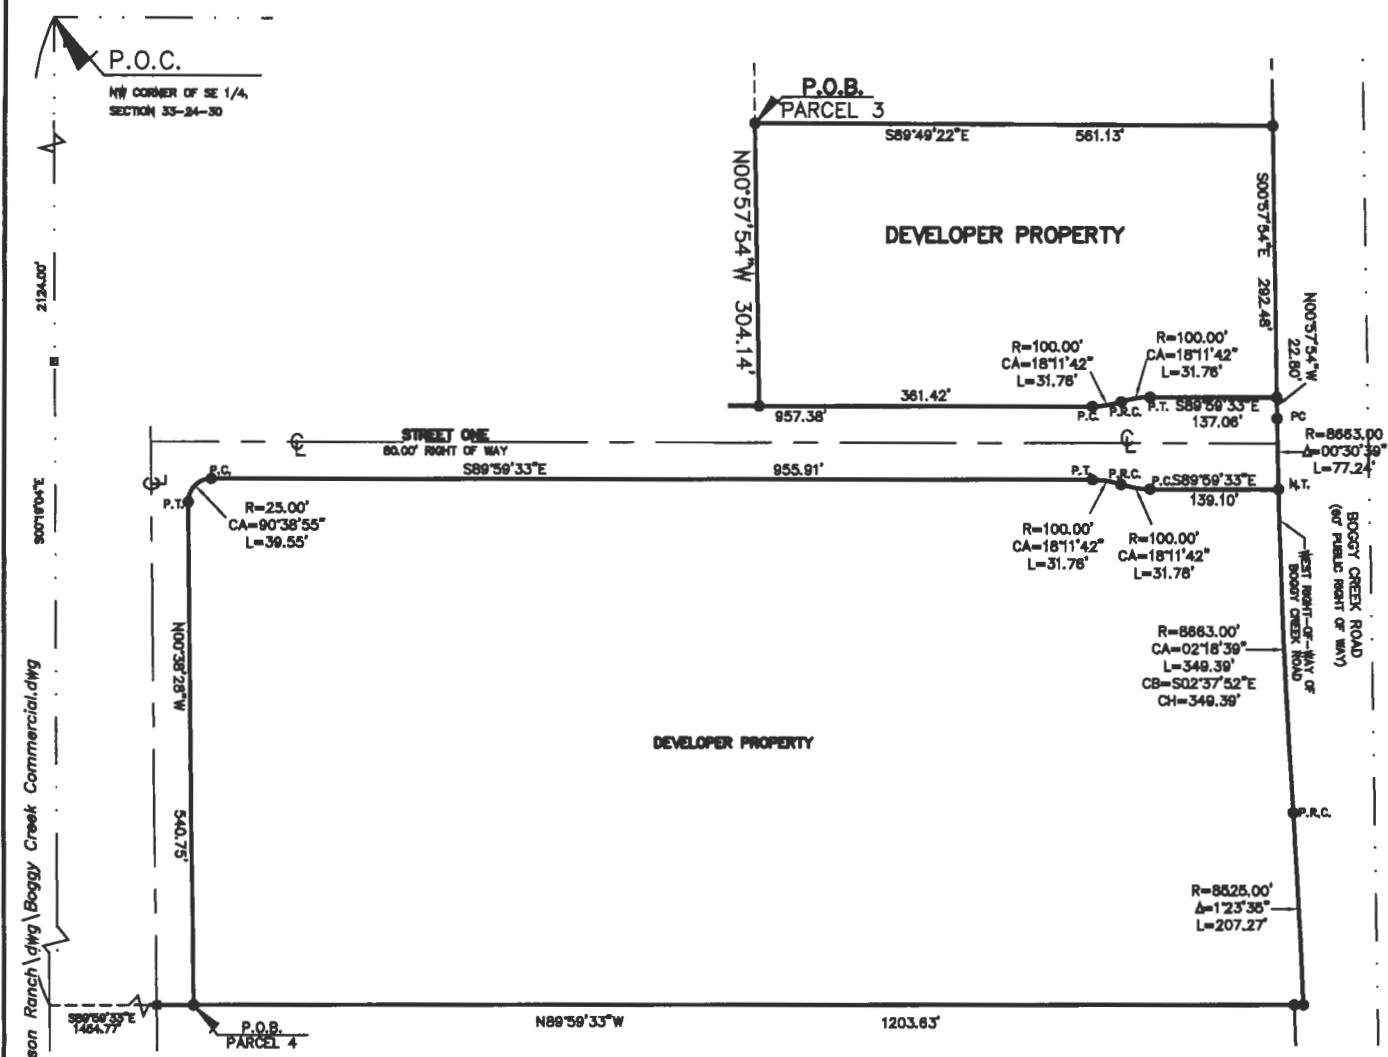 P.O.C.
NW CORNER OF SE 1/4,
SECTION 33-24-30
P.O.B.
PARCEL 3
S89°49'22"E 561.13'
N00°57'54"W 304.14'
DEVELOPER PROPERTY
S00°57'54"E 292.48'
N00°57'54"W
22.80'
2124.00'
S00°19'04"E
R=100.00'
CA=18°11'42"
L=31.76'
R=100.00'
CA=18°11'42"
L=31.76'
361.42'
957.38'
P.C.
P.R.C.
P.T.
S89°59'33"E
137.06'
PC
R=8663.00
Δ=00°30'39"
L=77.24'
STREET ONE
60.00' RIGHT OF WAY
P.C.
S89°59'33"E 955.91'
P.T.
P.R.C.
P.C.
S89°59'33"E
139.10'
N.T.
P.T.
R=25.00'
CA=90°38'55"
L=39.55'
R=100.00'
CA=18°11'42"
L=31.76'
R=100.00'
CA=18°11'42"
L=31.76'
WEST RIGHT-OF-WAY OF
BOGGY CREEK ROAD
BOGGY CREEK ROAD
(60' PUBLIC RIGHT OF WAY)
R=8663.00'
CA=02°18'39"
L=349.39'
CB=S02°37'52"E
CH=349.39'
N00°38'28"W 540.75'
DEVELOPER PROPERTY
P.R.C.
R=8525.00'
Δ=1°23'35"
L=207.27'
son Ranch\dwg\Boggy Creek Commercial.dwg
S89°59'33"E
1464.77'
P.O.B.
PARCEL 4
N89°59'33"W 1203.63'